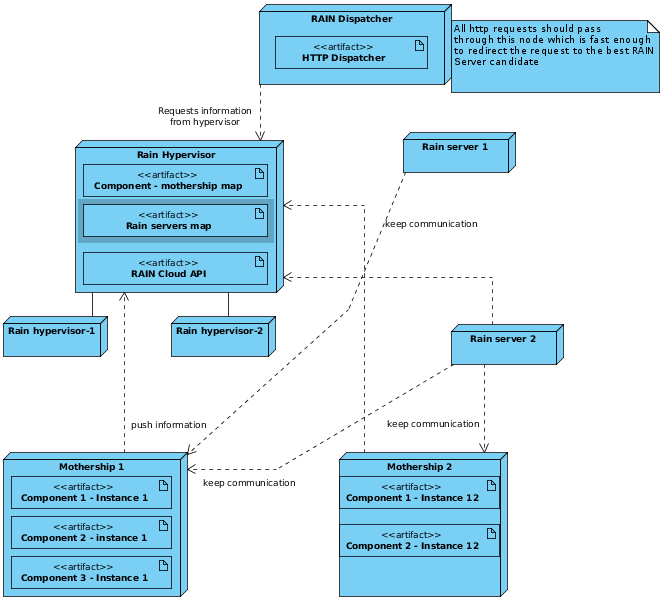 RAIN Dispatcher
<<artifact>>
HTTP Dispatcher
All http requests should pass
through this node which is fast enough
to redirect the request to the best RAIN
Server candidate
Requests information
from hypervisor
Rain Hypervisor
<<artifact>>
Component - mothership map
<<artifact>>
Rain servers map
<<artifact>>
RAIN Cloud API
Rain server 1
keep communication
Rain hypervisor-1
Rain hypervisor-2
Rain server 2
push information
keep communication
keep communication
Mothership 1
<<artifact>>
Component 1 - Instance 1
<<artifact>>
Component 2 - instance 1
<<artifact>>
Component 3 - Instance 1
Mothership 2
<<artifact>>
Component 1 - Instance 12
<<artifact>>
Component 2 - Instance 12